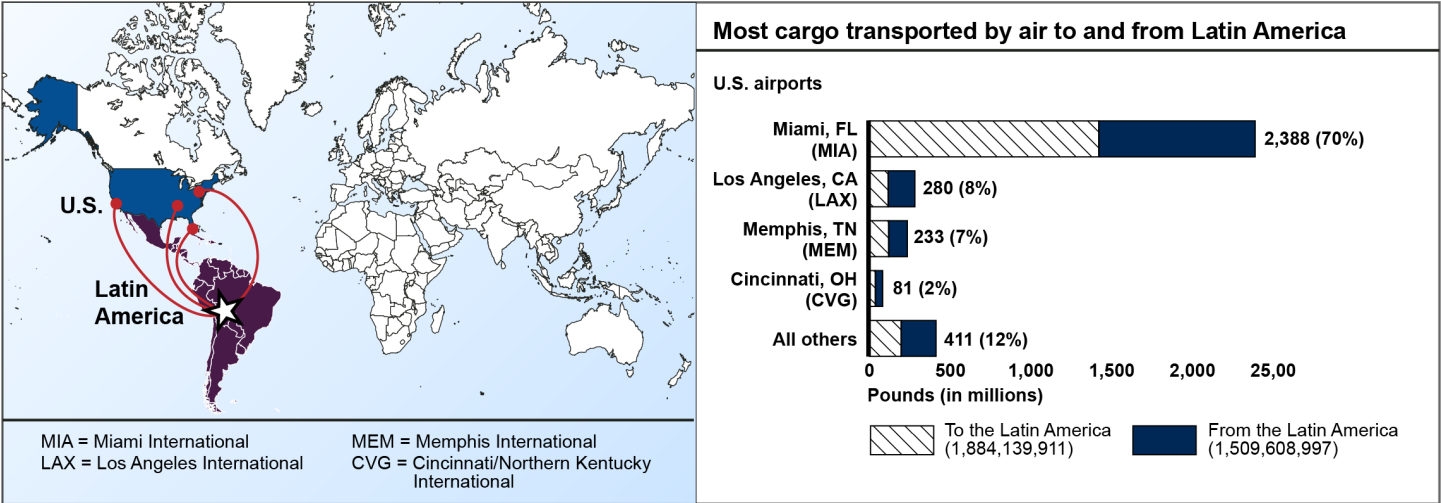 U.S.
Latin
America
MIA = Miami International
LAX = Los Angeles International
MEM = Memphis International
CVG = Cincinnati/Northern Kentucky
International
Most cargo transported by air to and from Latin America
U.S. airports
Miami, FL
(MIA)
2,388 (70%)
Los Angeles, CA
(LAX)
280 (8%)
Memphis, TN
(MEM)
233 (7%)
Cincinnati, OH
(CVG)
81 (2%)
All others
411 (12%)
0 500 1,000 1,500 2,000 25,00
Pounds (in millions)
To the Latin America
(1,884,139,911)
From the Latin America
(1,509,608,997)